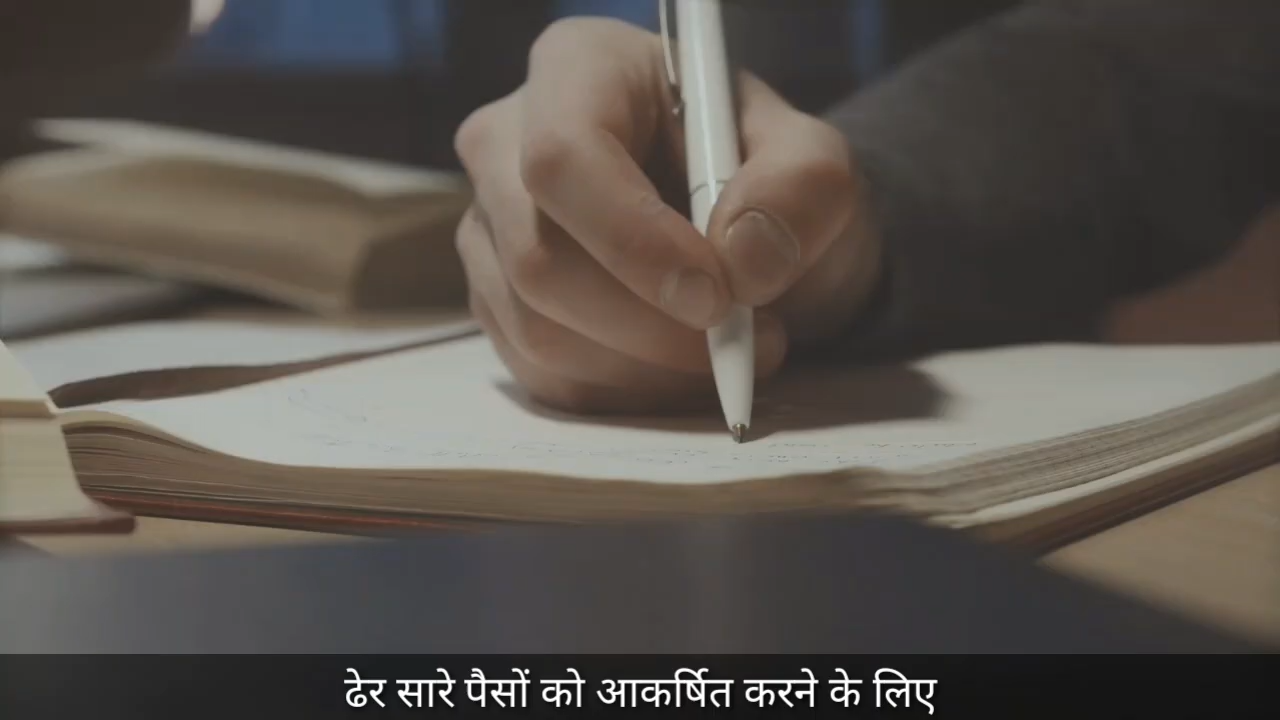 ढेर सारे पैसों को आकर्षित करने के लिए